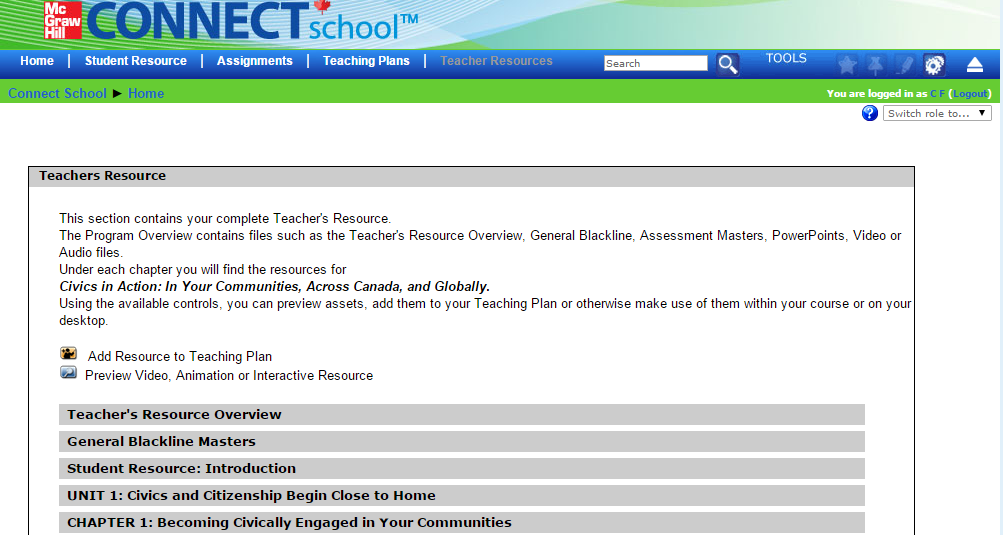 Mc
Graw
Hill
CONNECT school™
Home | Student Resource | Assignments | Teaching Plans | Teacher Resources
Search
TOOLS
Connect School ► Home
You are logged in as C F (Logout)
Switch role to... ▼
Teachers Resource
This section contains your complete Teacher's Resource.
The Program Overview contains files such as the Teacher's Resource Overview, General Blackline, Assessment Masters, PowerPoints, Video or
Audio files.
Under each chapter you will find the resources for
Civics in Action: In Your Communities, Across Canada, and Globally.
Using the available controls, you can preview assets, add them to your Teaching Plan or otherwise make use of them within your course or on your
desktop.
Add Resource to Teaching Plan
Preview Video, Animation or Interactive Resource
Teacher's Resource Overview
General Blackline Masters
Student Resource: Introduction
UNIT 1: Civics and Citizenship Begin Close to Home
CHAPTER 1: Becoming Civically Engaged in Your Communities